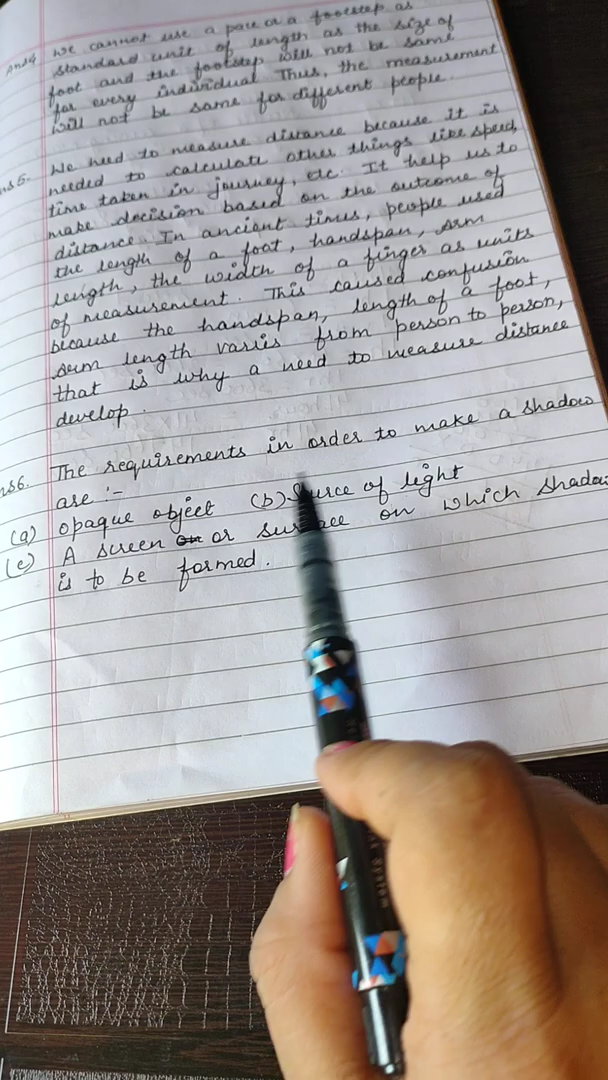 Ans4 We cannot use a pace or a footstep as
standard unit of length as the size of
foot and the footstep will not be same
for every individual Thus, the measurement
will not be same for different people.
ns5. We need to measure distance because it is
needed to calculate other things like speed,
time taken in journey, etc. It help us to
make decision based on the outcome of
distance. In ancient times, people used
the length of a foot, handspan, arm
length, the width of a finger as units
of measurement. This caused confusion
because the handspan, length of a foot,
arm length varies from person to person,
that is why a need to measure distance
develop.
ns6. The requirements in order to make a shadow
are :-
(a) opaque object (b) Source of light
(c) A screen or surface on which shadow
is to be formed.